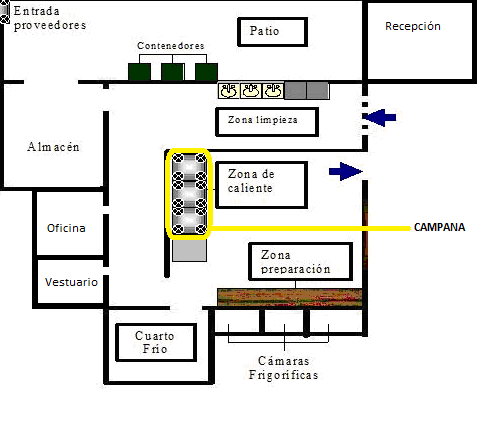 Entrada
proveedores
Patio
Recepción
Contenedores
Zona limpieza
Almacén
Zona de
caliente
Oficina
CAMPANA
Zona
preparación
Vestuario
Cuarto
Frío
Cámaras
Frigoríficas